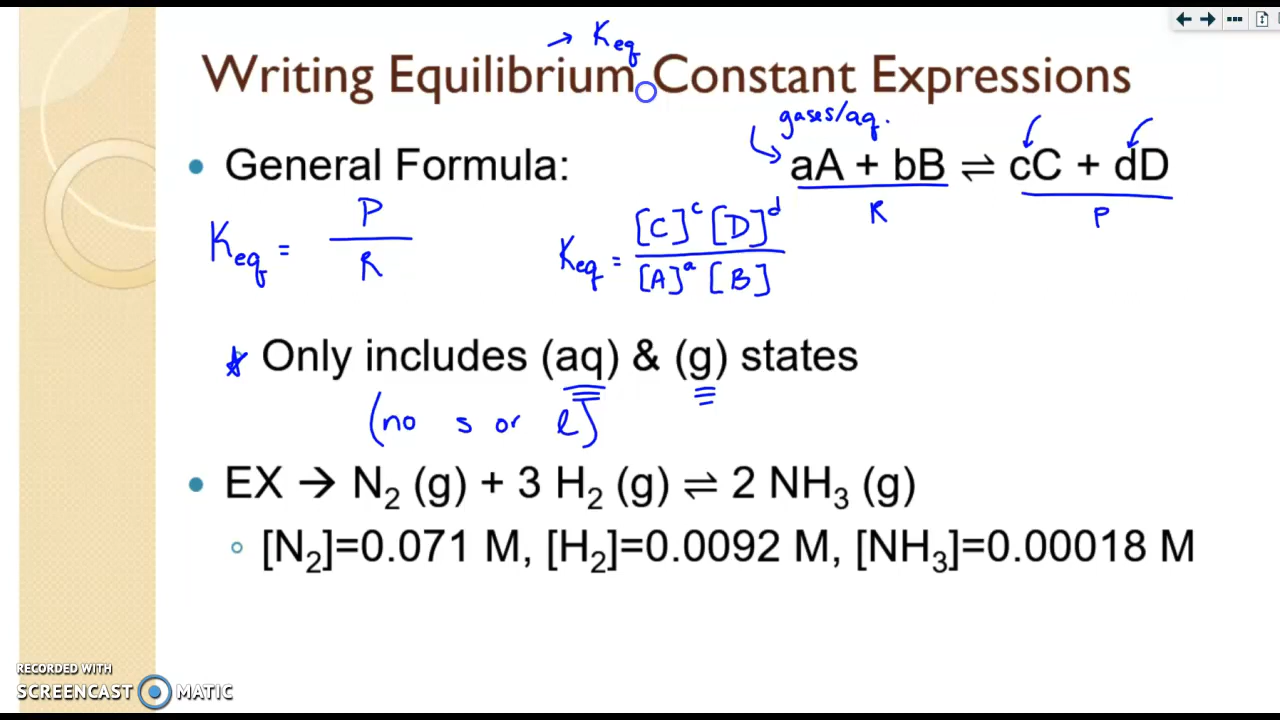 → Keq
Writing Equilibrium Constant Expressions
gases/aq.
• General Formula: aA + bB ⇌ cC + dD
R P
Keq = P/R Keq = [C]^c [D]^d / [A]^a [B]
* Only includes (aq) & (g) states
(no s or l)
• EX → N₂ (g) + 3 H₂ (g) ⇌ 2 NH₃ (g)
◦ [N₂]=0.071 M, [H₂]=0.0092 M, [NH₃]=0.00018 M
RECORDED WITH
SCREENCAST MATIC